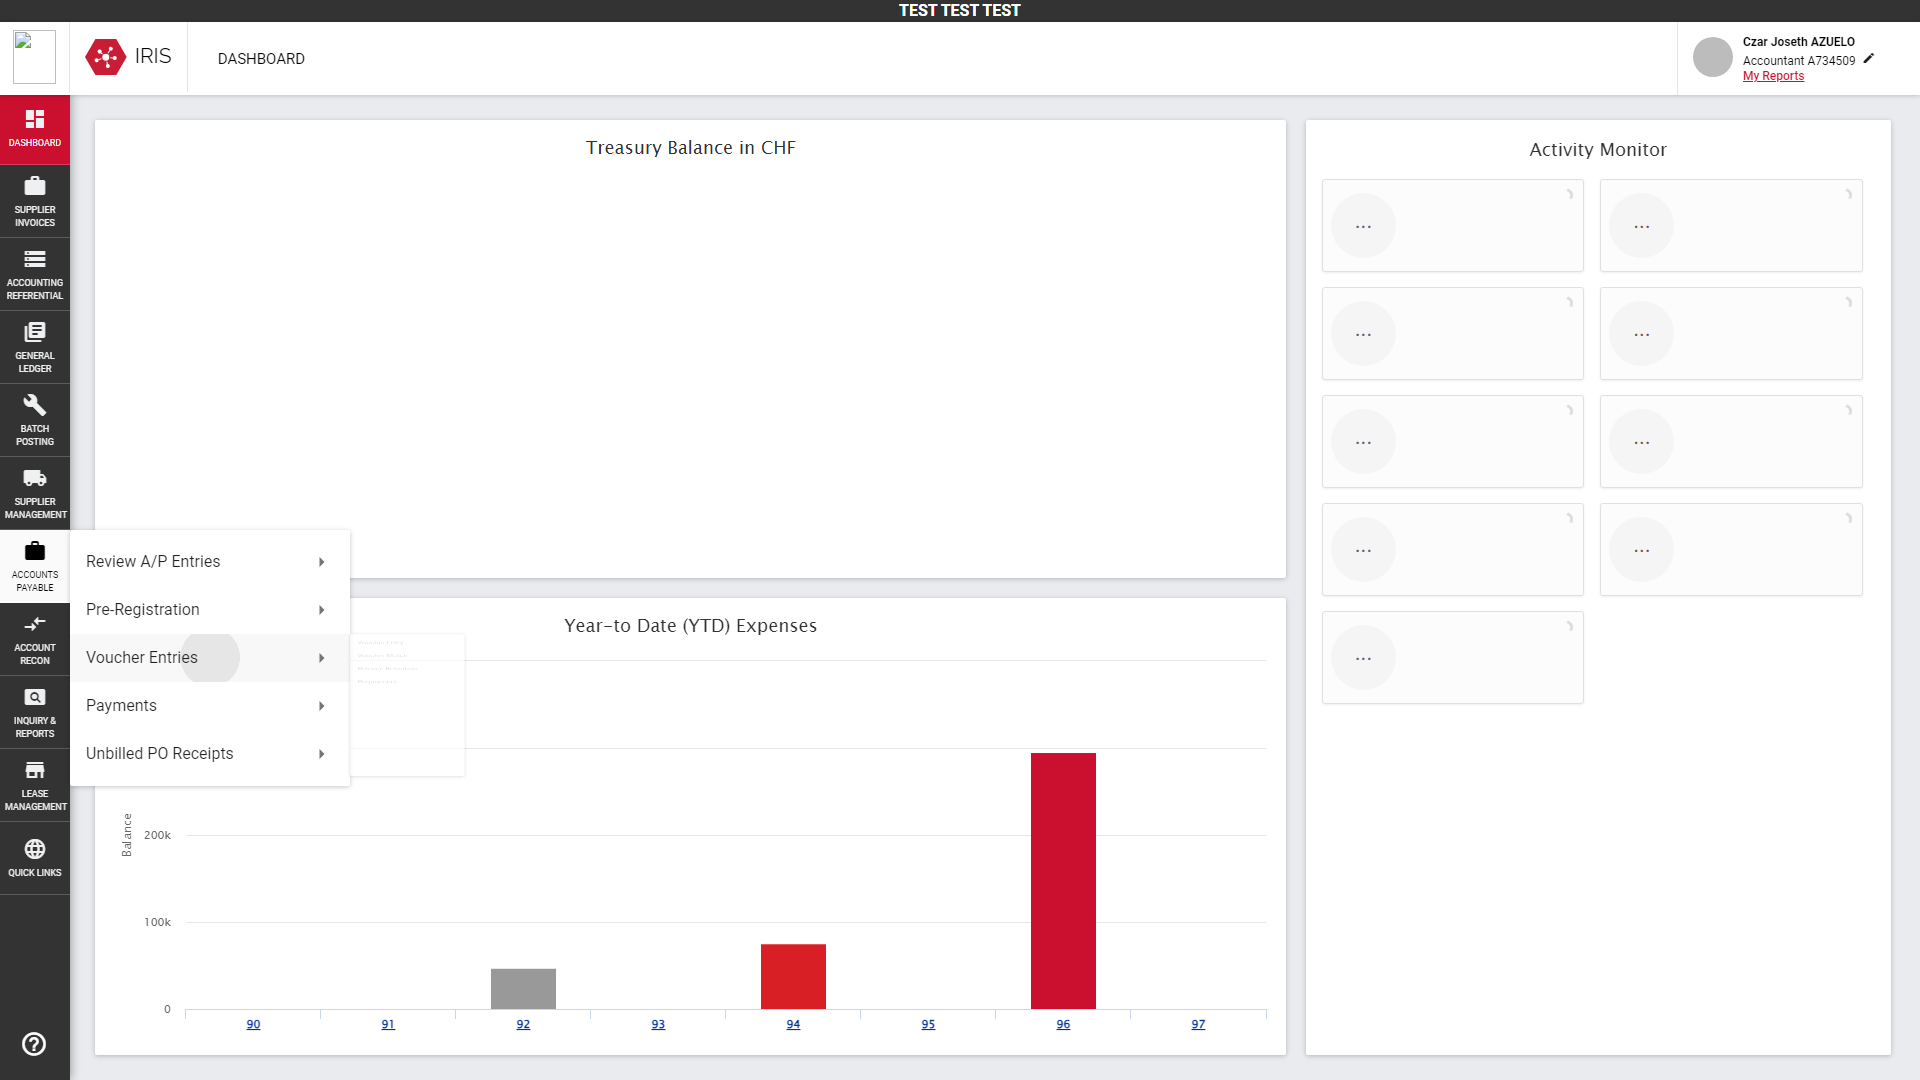 TEST TEST TEST
IRIS
DASHBOARD
Czar Joseth AZUELO
Accountant A734509
My Reports
DASHBOARD
SUPPLIER
INVOICES
ACCOUNTING
REFERENTIAL
GENERAL
LEDGER
BATCH
POSTING
SUPPLIER
MANAGEMENT
ACCOUNTS
PAYABLE
ACCOUNT
RECON
INQUIRY &
REPORTS
LEASE
MANAGEMENT
QUICK LINKS
Review A/P Entries
Pre-Registration
Voucher Entries
Payments
Unbilled PO Receipts
Treasury Balance in CHF
Year-to Date (YTD) Expenses
Balance
200k
100k
0
90
91
92
93
94
95
96
97
Activity Monitor
...
...
...
...
...
...
...
...
...